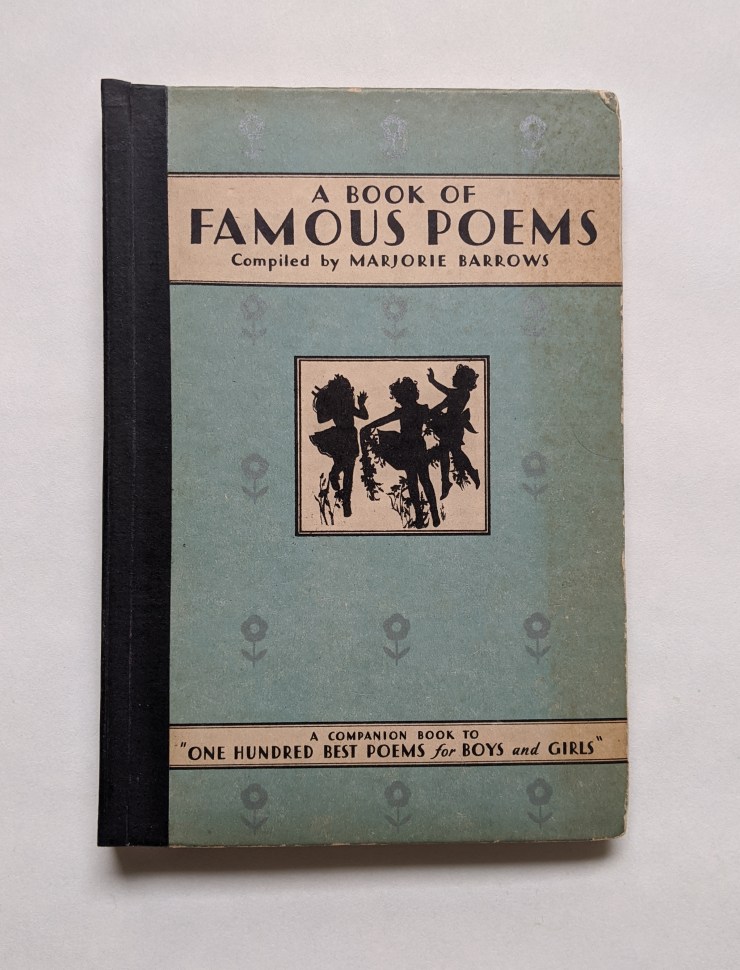 A BOOK OF
FAMOUS POEMS
Compiled by MARJORIE BARROWS
A COMPANION BOOK TO
"ONE HUNDRED BEST POEMS for BOYS and GIRLS"